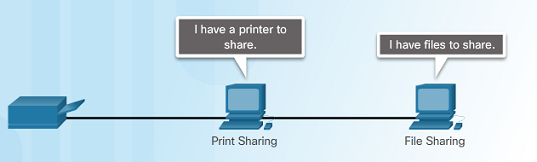 I have a printer to
share.
I have files to share.
Print Sharing
File Sharing